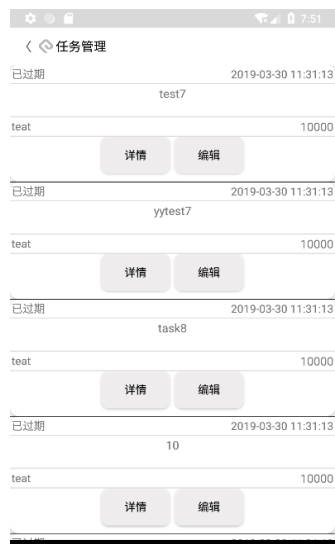 7:51
任务管理
已过期 2019-03-30 11:31:13
test7
teat 10000
详情 编辑
已过期 2019-03-30 11:31:13
yytest7
teat 10000
详情 编辑
已过期 2019-03-30 11:31:13
task8
teat 10000
详情 编辑
已过期 2019-03-30 11:31:13
10
teat 10000
详情 编辑